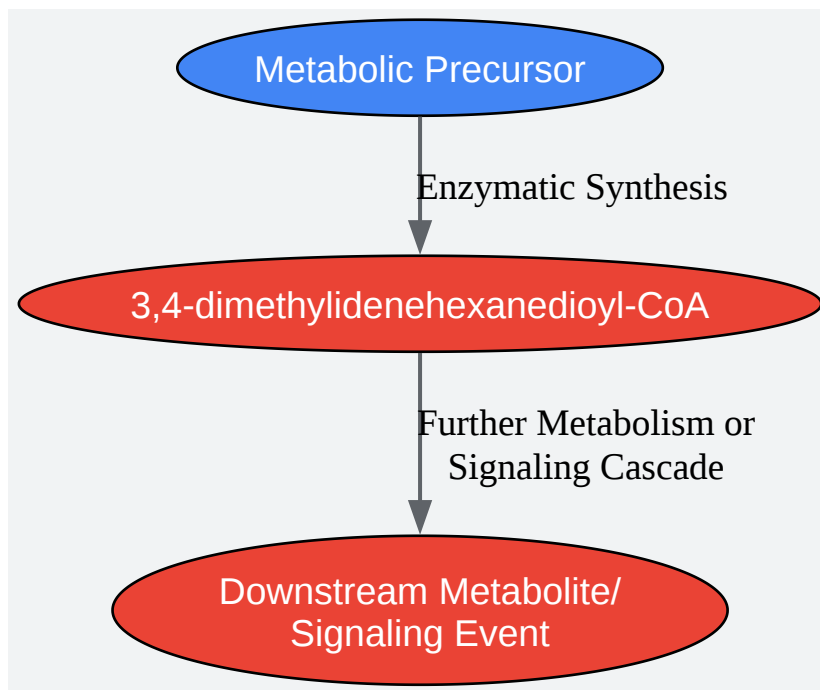 Metabolic Precursor
Enzymatic Synthesis
3,4-dimethylidenehexanedioyl-CoA
Further Metabolism or
Signaling Cascade
Downstream Metabolite/
Signaling Event